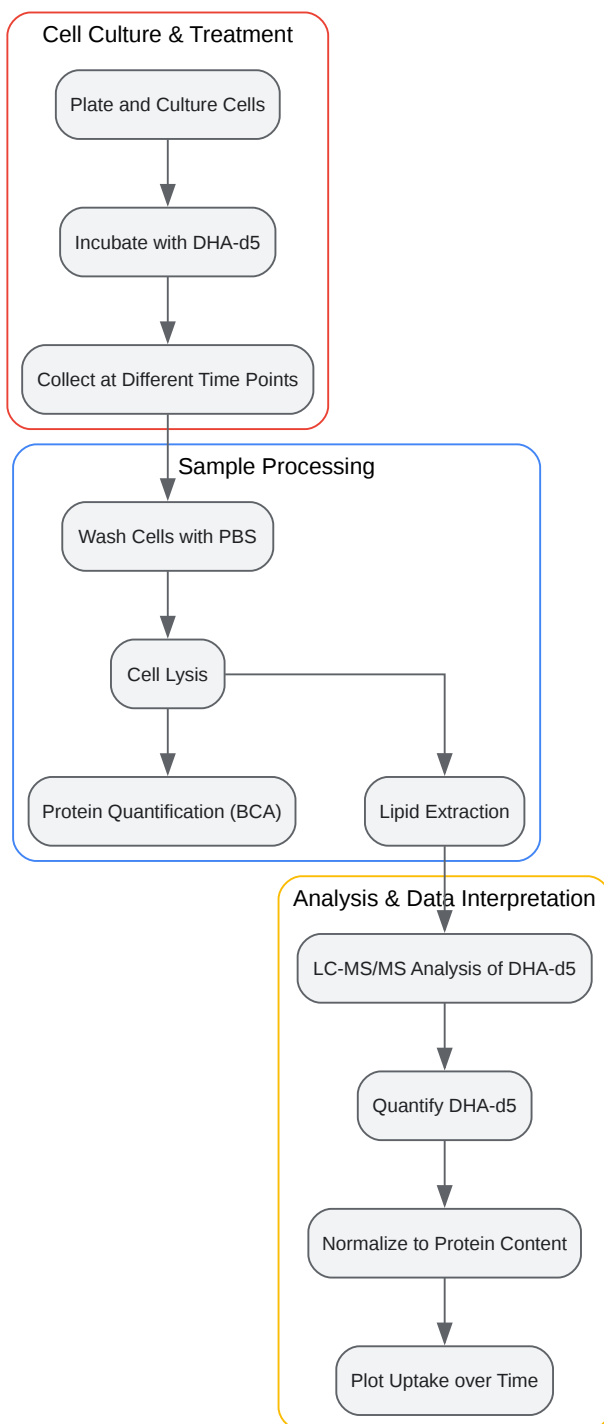 Cell Culture & Treatment
Plate and Culture Cells
Incubate with DHA-d5
Collect at Different Time Points
Sample Processing
Wash Cells with PBS
Cell Lysis
Protein Quantification (BCA)
Lipid Extraction
Analysis & Data Interpretation
LC-MS/MS Analysis of DHA-d5
Quantify DHA-d5
Normalize to Protein Content
Plot Uptake over Time